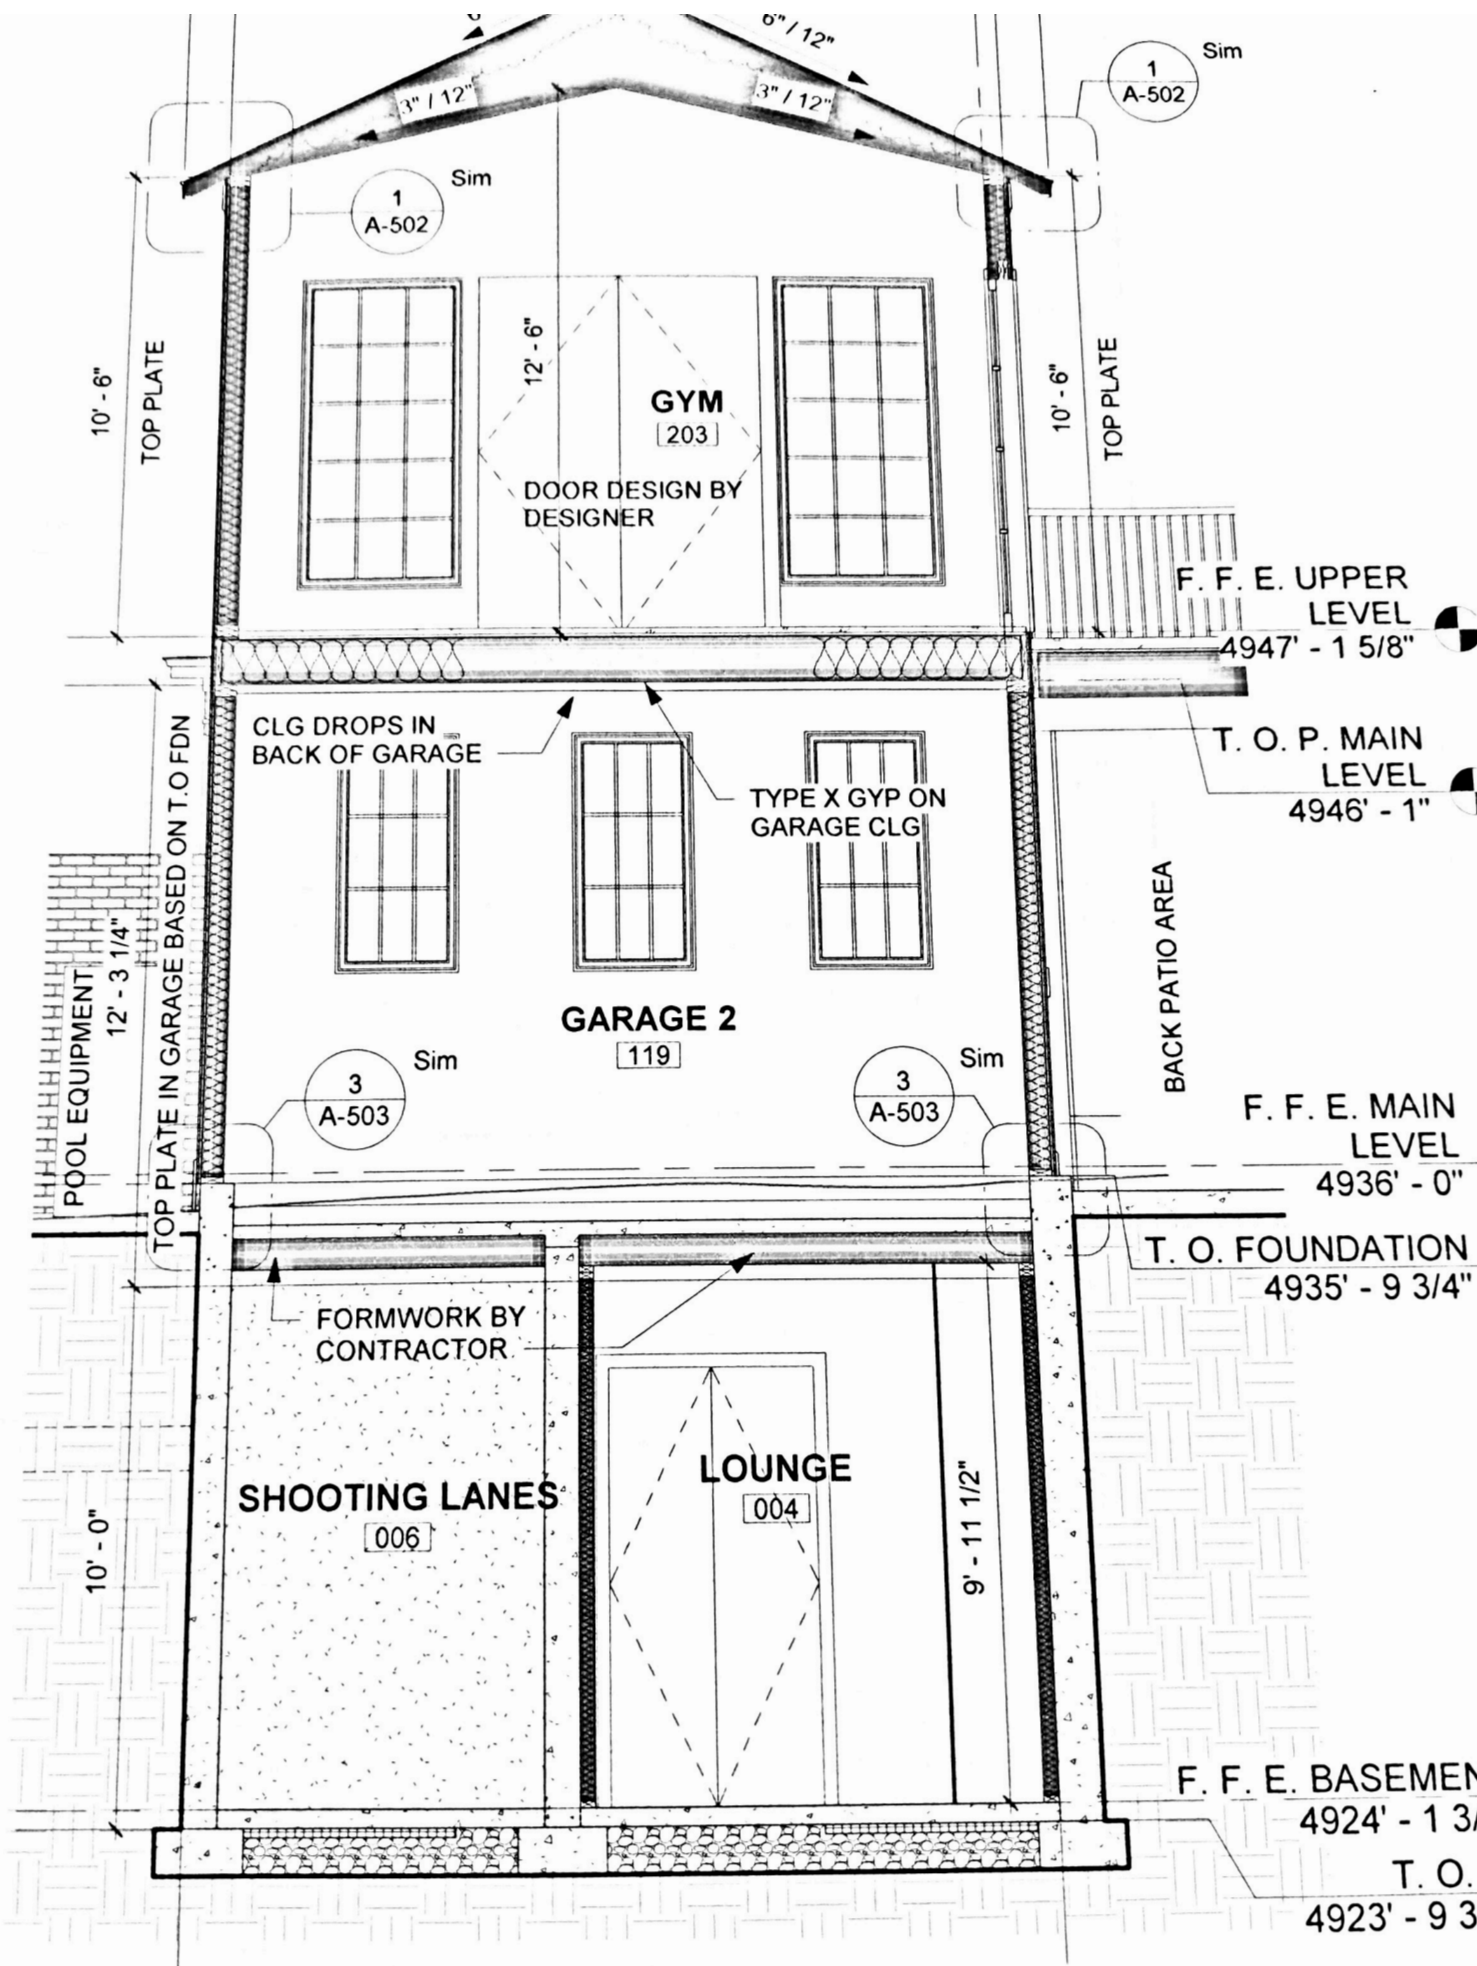 6" / 12"
3" / 12"
3" / 12"
1
A-502
Sim
1
A-502
Sim
10' - 6"
TOP PLATE
12' - 6"
GYM
203
DOOR DESIGN BY
DESIGNER
10' - 6"
TOP PLATE
F. F. E. UPPER
LEVEL
4947' - 1 5/8"
CLG DROPS IN
BACK OF GARAGE
TYPE X GYP ON
GARAGE CLG
T. O. P. MAIN
LEVEL
4946' - 1"
POOL EQUIPMENT
12' - 3 1/4"
TOP PLATE IN GARAGE BASED ON T.O FDN
GARAGE 2
119
BACK PATIO AREA
3
A-503
Sim
3
A-503
Sim
F. F. E. MAIN
LEVEL
4936' - 0"
T. O. FOUNDATION
4935' - 9 3/4"
FORMWORK BY
CONTRACTOR
SHOOTING LANES
006
LOUNGE
004
10' - 0"
9' - 11 1/2"
F. F. E. BASEMEN
4924' - 1 3/
T. O.
4923' - 9 3